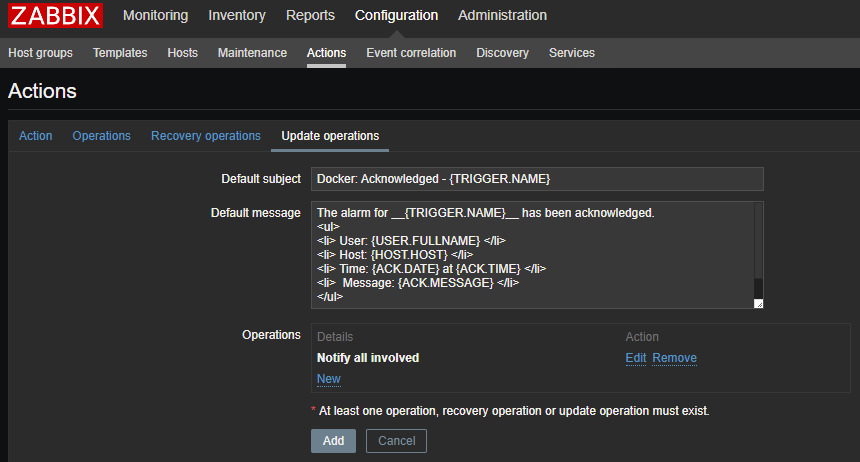 ZABBIX Monitoring Inventory Reports Configuration Administration
Host groups Templates Hosts Maintenance Actions Event correlation Discovery Services
Actions
Action Operations Recovery operations Update operations
Default subject Docker: Acknowledged - {TRIGGER.NAME}
Default message The alarm for __{TRIGGER.NAME}__ has been acknowledged.
<ul>
<li> User: {USER.FULLNAME} </li>
<li> Host: {HOST.HOST} </li>
<li> Time: {ACK.DATE} at {ACK.TIME} </li>
<li>  Message: {ACK.MESSAGE} </li>
</ul>
Operations Details Action
Notify all involved Edit Remove
New
* At least one operation, recovery operation or update operation must exist.
Add Cancel